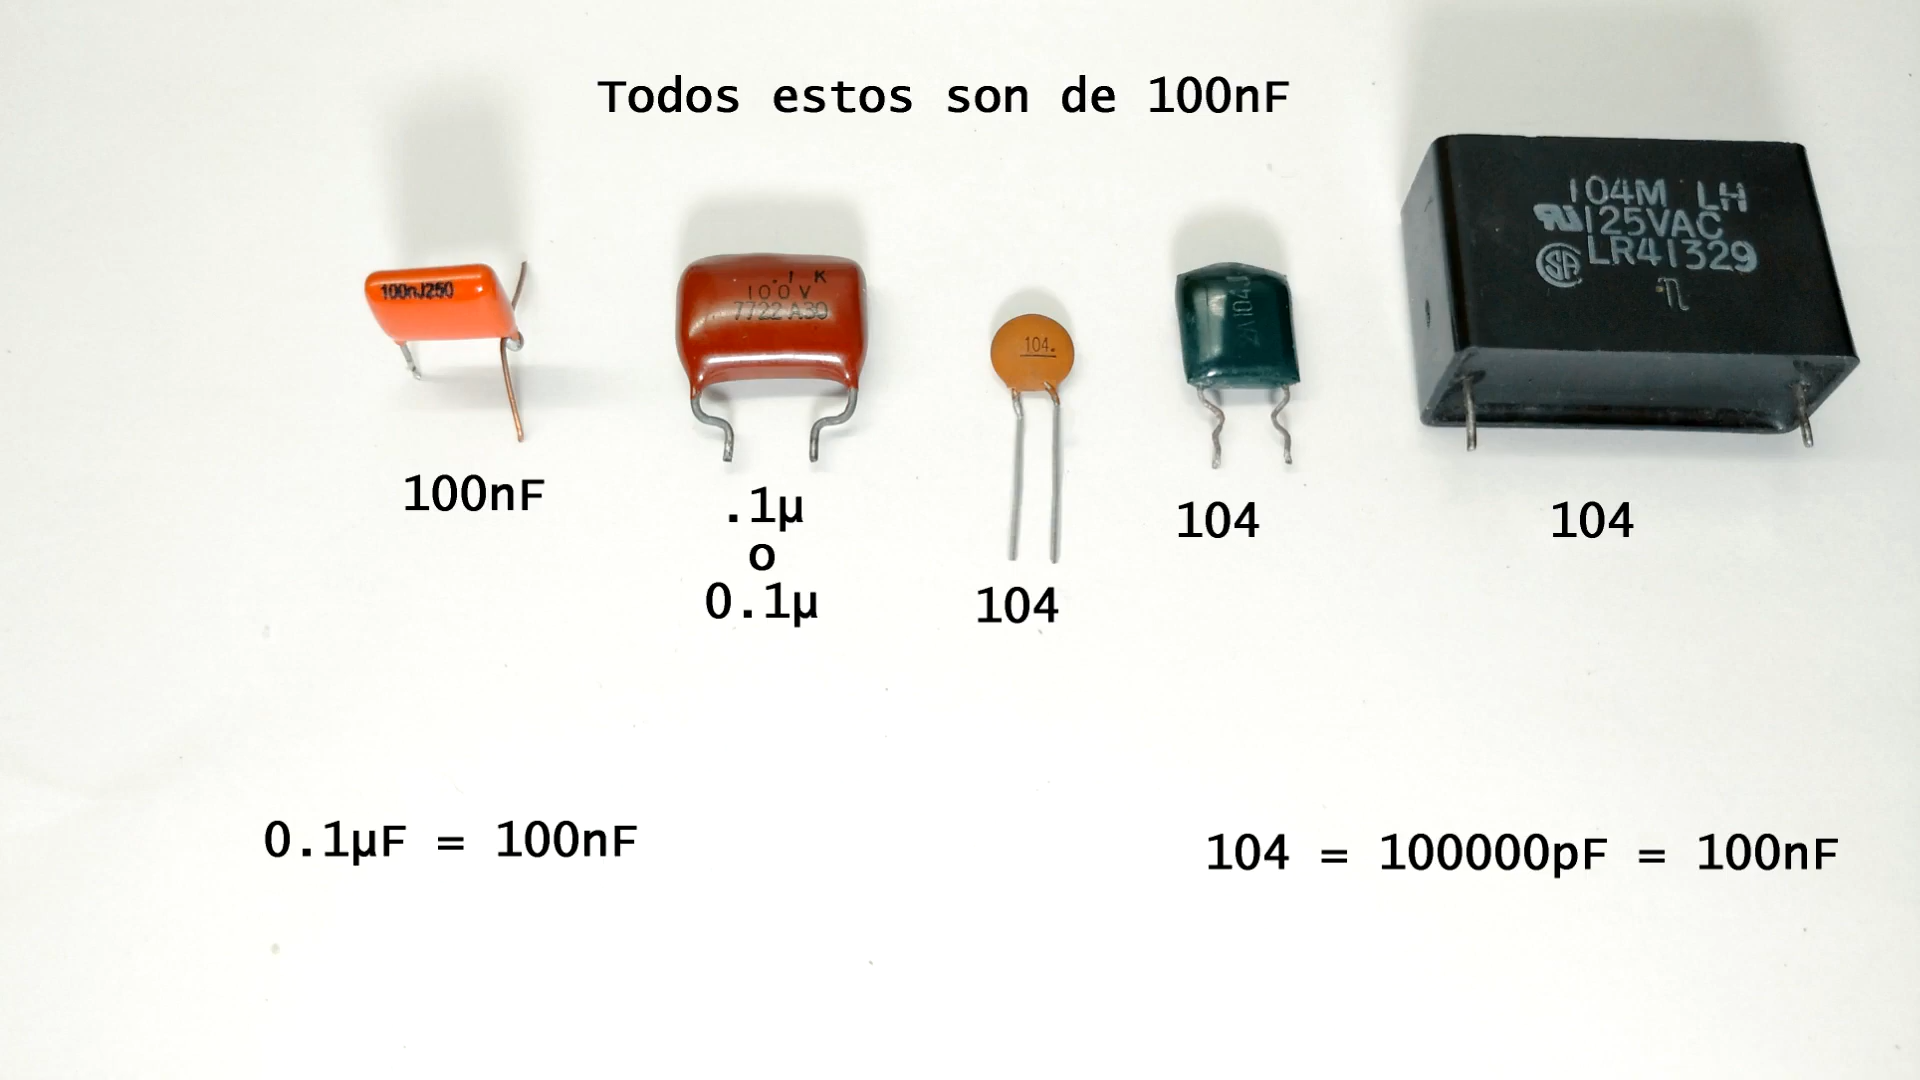 Todos estos son de 100nF
100nJ250
.1 K
100V
7722 A30
104.
2A104J
104M LH
125VAC
LR41329
100nF
.1µ
o
0.1µ
104
104
104
0.1µF = 100nF
104 = 100000pF = 100nF